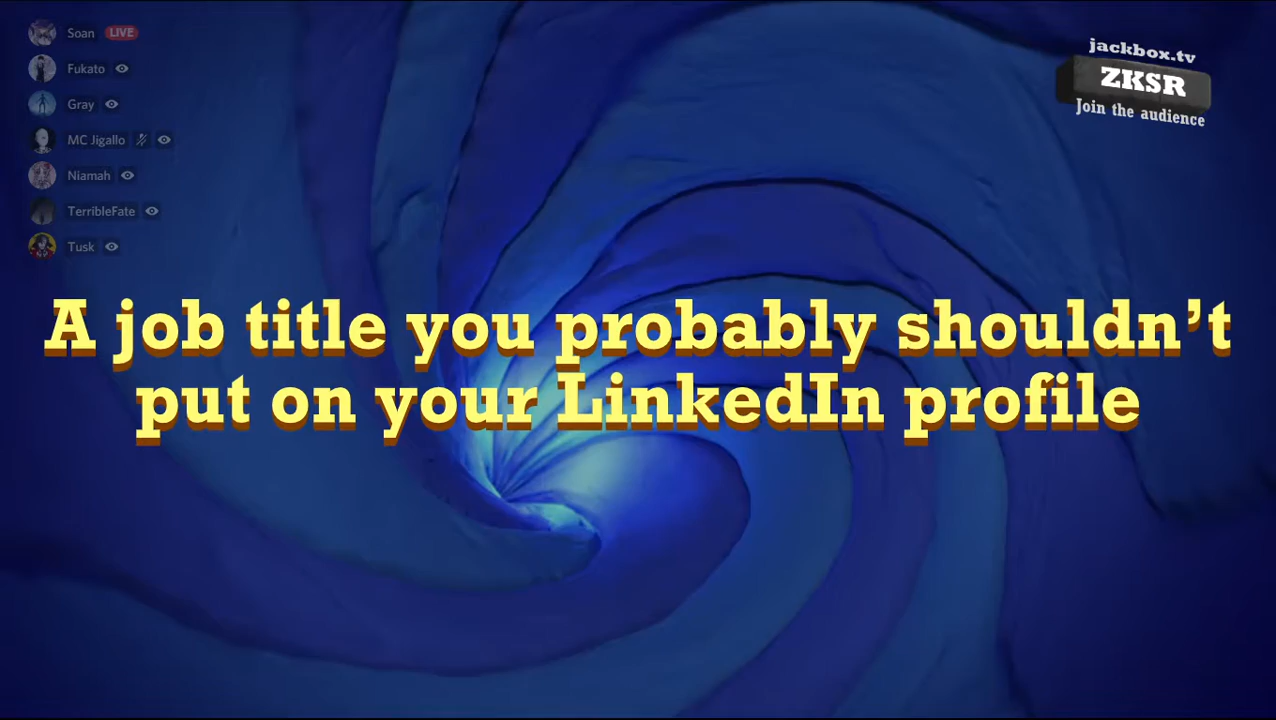 Soan LIVE
Fukato
Gray
MC Jigallo
Niamah
TerribleFate
Tusk
jackbox.tv
ZKSR
Join the audience
A job title you probably shouldn't
put on your LinkedIn profile